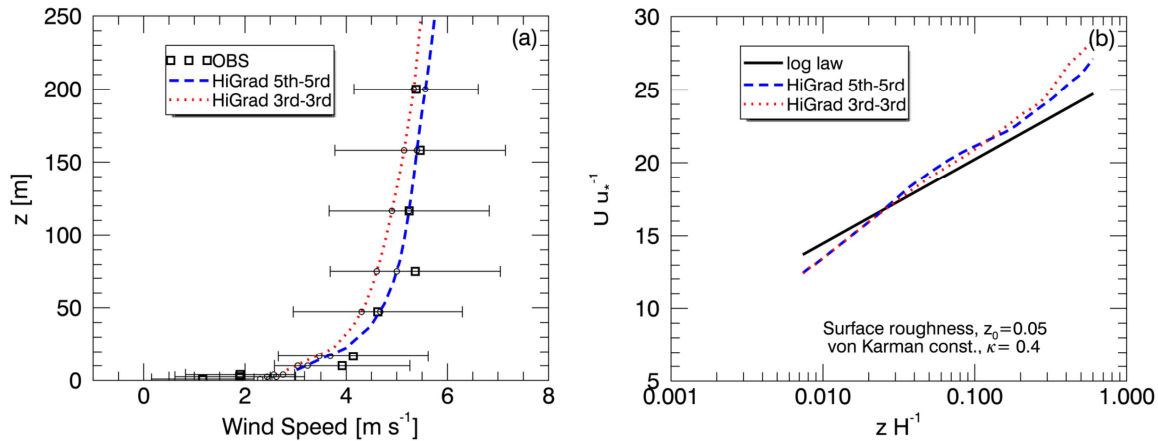 250
200
150
100
50
0
z [m]
0
2
4
6
8
Wind Speed [m s⁻¹]
(a)
OBS
HiGrad 5th-5rd
HiGrad 3rd-3rd
30
25
20
15
10
5
U u⁎⁻¹
0.001
0.010
0.100
1.000
z H⁻¹
(b)
log law
HiGrad 5th-5rd
HiGrad 3rd-3rd
Surface roughness, z₀=0.05
von Karman const., κ= 0.4